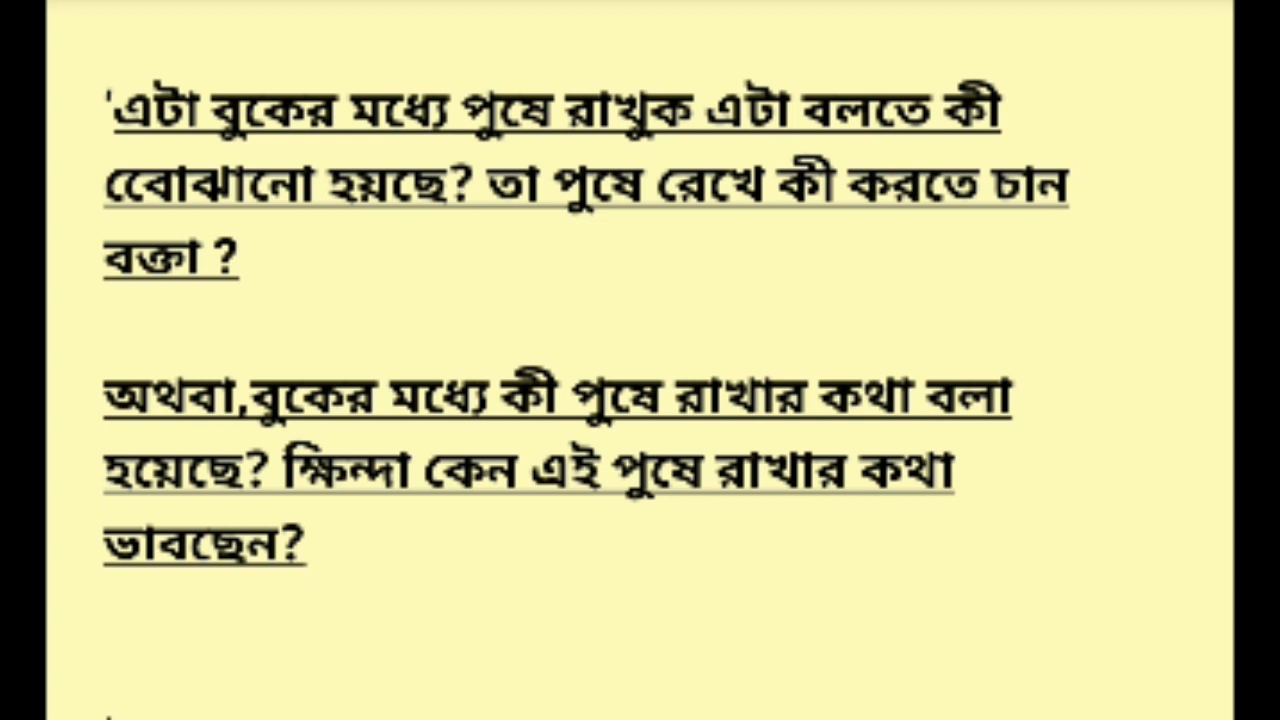 'এটা বুকের মধ্যে পুষে রাখুক এটা বলতে কী
বোোঝানো হয়ছে? তা পুষে রেখে কী করতে চান
বক্তা ?
অথবা,বুকের মধ্যে কী পুষে রাখার কথা বলা
হয়েছে? ক্ষিন্দা কেন এই পুষে রাখার কথা
ভাবছেন?